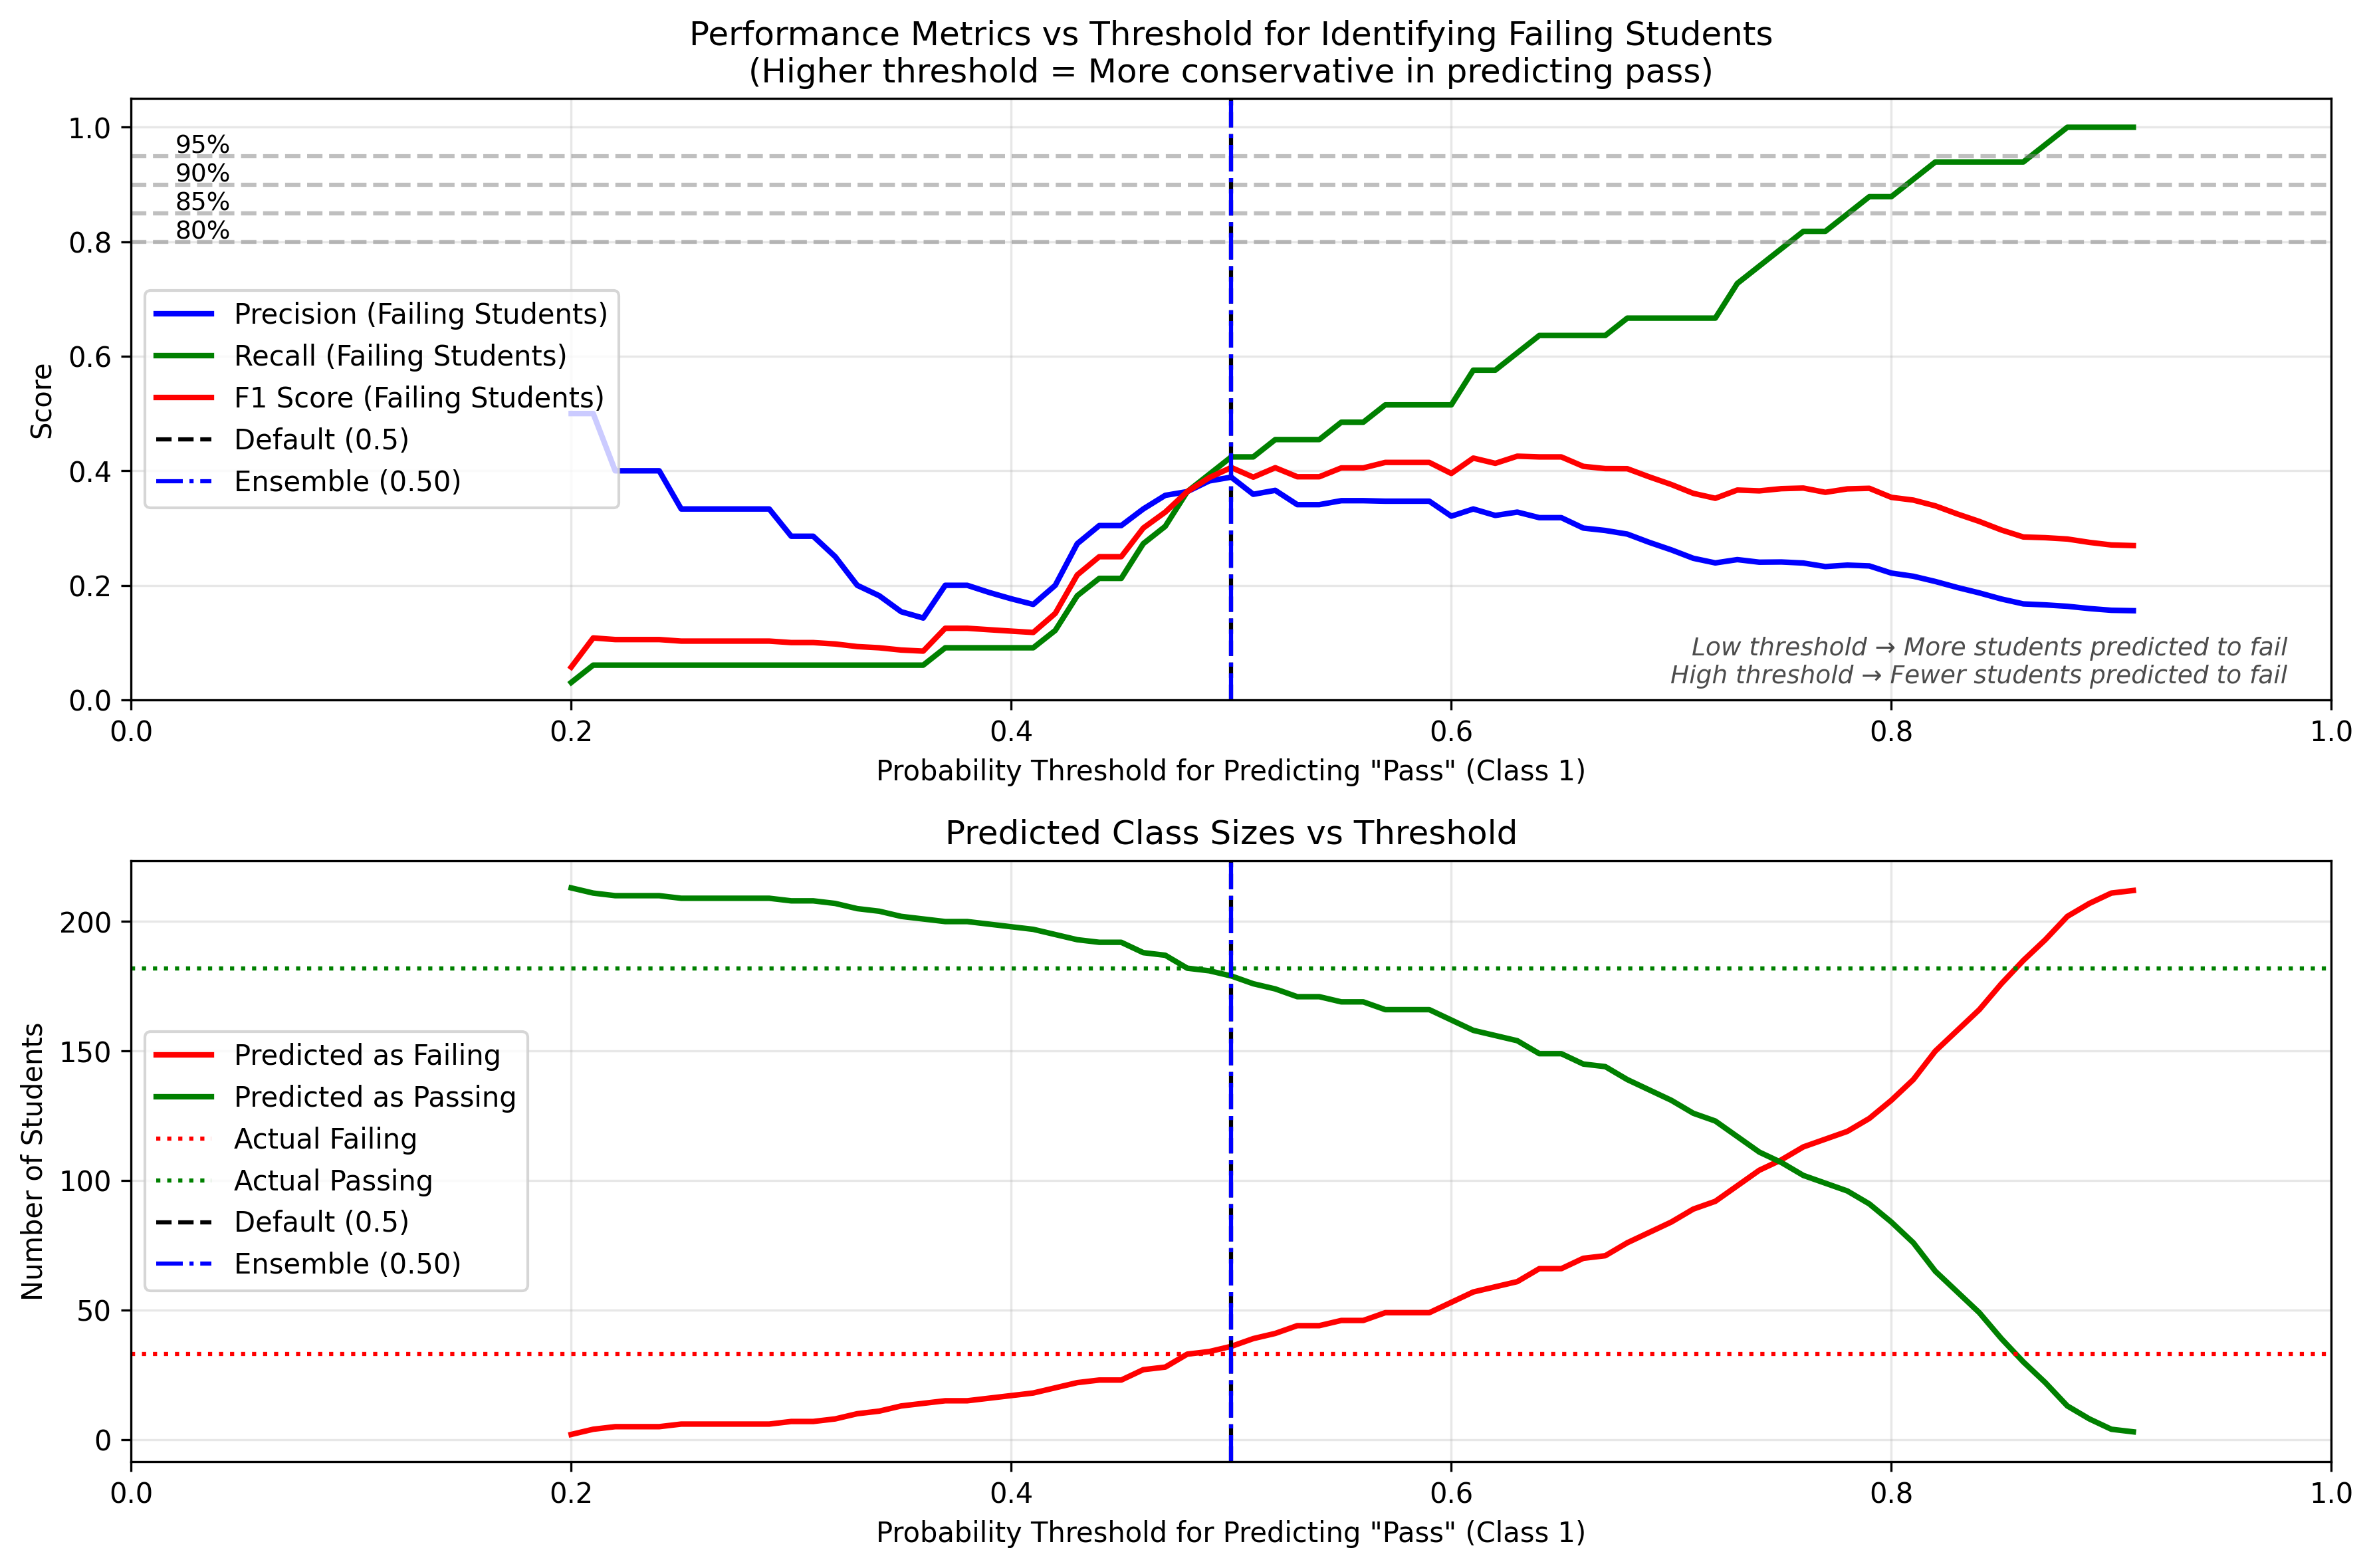 Performance Metrics vs Threshold for Identifying Failing Students
(Higher threshold = More conservative in predicting pass)
1.0
0.8
0.6
0.4
0.2
0.0
Score
95%
90%
85%
80%
Precision (Failing Students)
Recall (Failing Students)
F1 Score (Failing Students)
Default (0.5)
Ensemble (0.50)
Low threshold → More students predicted to fail
High threshold → Fewer students predicted to fail
0.0 0.2 0.4 0.6 0.8 1.0
Probability Threshold for Predicting "Pass" (Class 1)
Predicted Class Sizes vs Threshold
200
150
100
50
0
Number of Students
Predicted as Failing
Predicted as Passing
Actual Failing
Actual Passing
Default (0.5)
Ensemble (0.50)
0.0 0.2 0.4 0.6 0.8 1.0
Probability Threshold for Predicting "Pass" (Class 1)